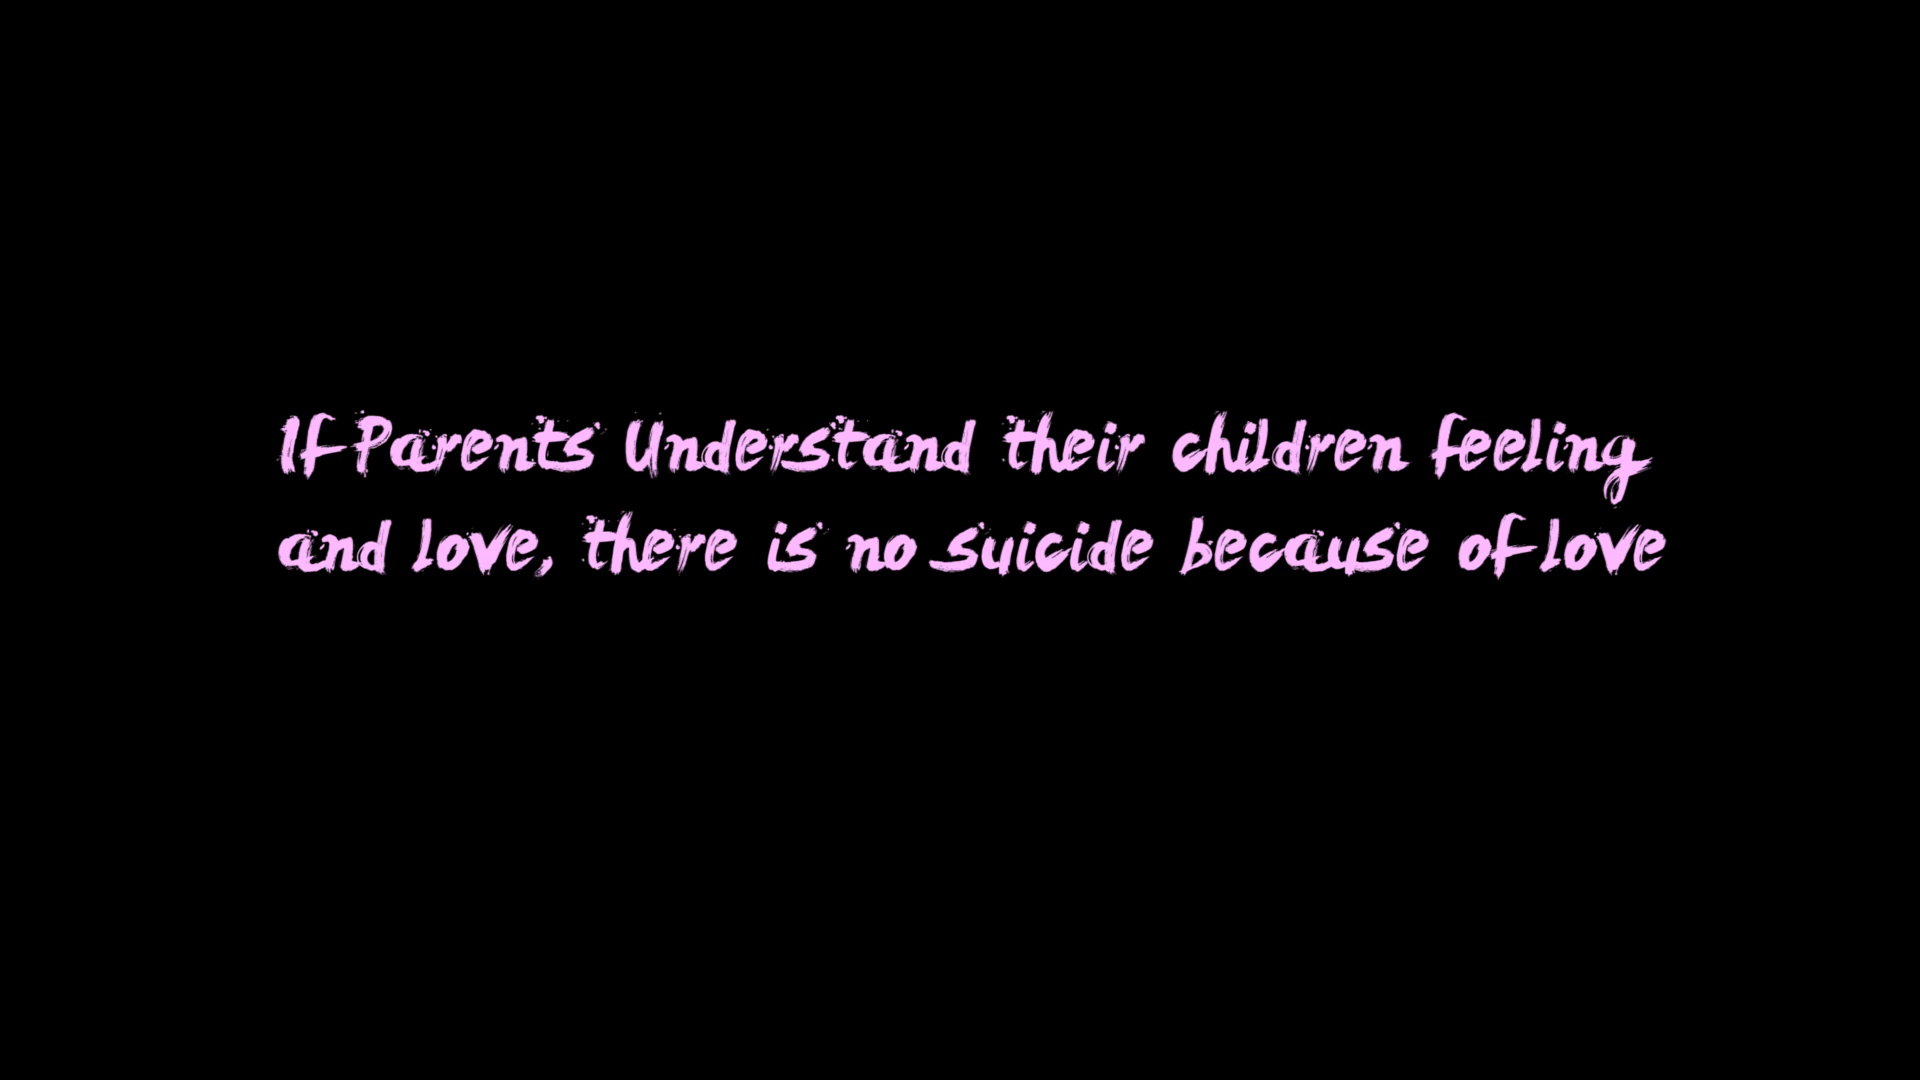 If Parents Understand their children feeling
and love, there is no suicide because of love